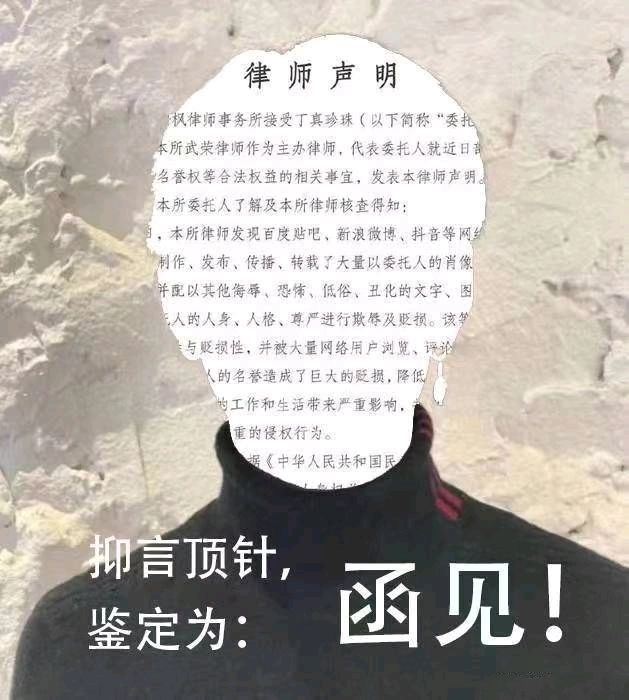 律师声明
枫律师事务所接受丁真珍珠（以下简称“委托
本所武荣律师作为主办律师，代表委托人就近日
名誉权等合法权益的相关事宜，发表本律师声明。
本所委托人了解及本所律师核查得知：
，本所律师发现百度贴吧、新浪微博、抖音等网络
制作、发布、传播、转载了大量以委托人的肖像
并配以其他侮辱、恐怖、低俗、丑化的文字、图
人的人身、人格、尊严进行欺辱及贬损。该等
与贬损性，并被大量网络用户浏览、评论
人的名誉造成了巨大的贬损，降低
的工作和生活带来严重影响，
重的侵权行为。
据《中华人民共和国民
抑言顶针，
鉴定为：
函见！